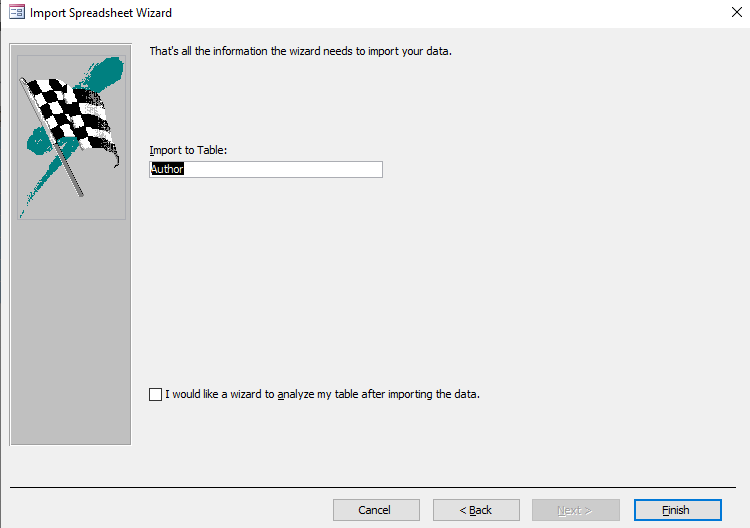 Import Spreadsheet Wizard
That's all the information the wizard needs to import your data.
Import to Table:
Author
I would like a wizard to analyze my table after importing the data.
Cancel
< Back
Next >
Finish